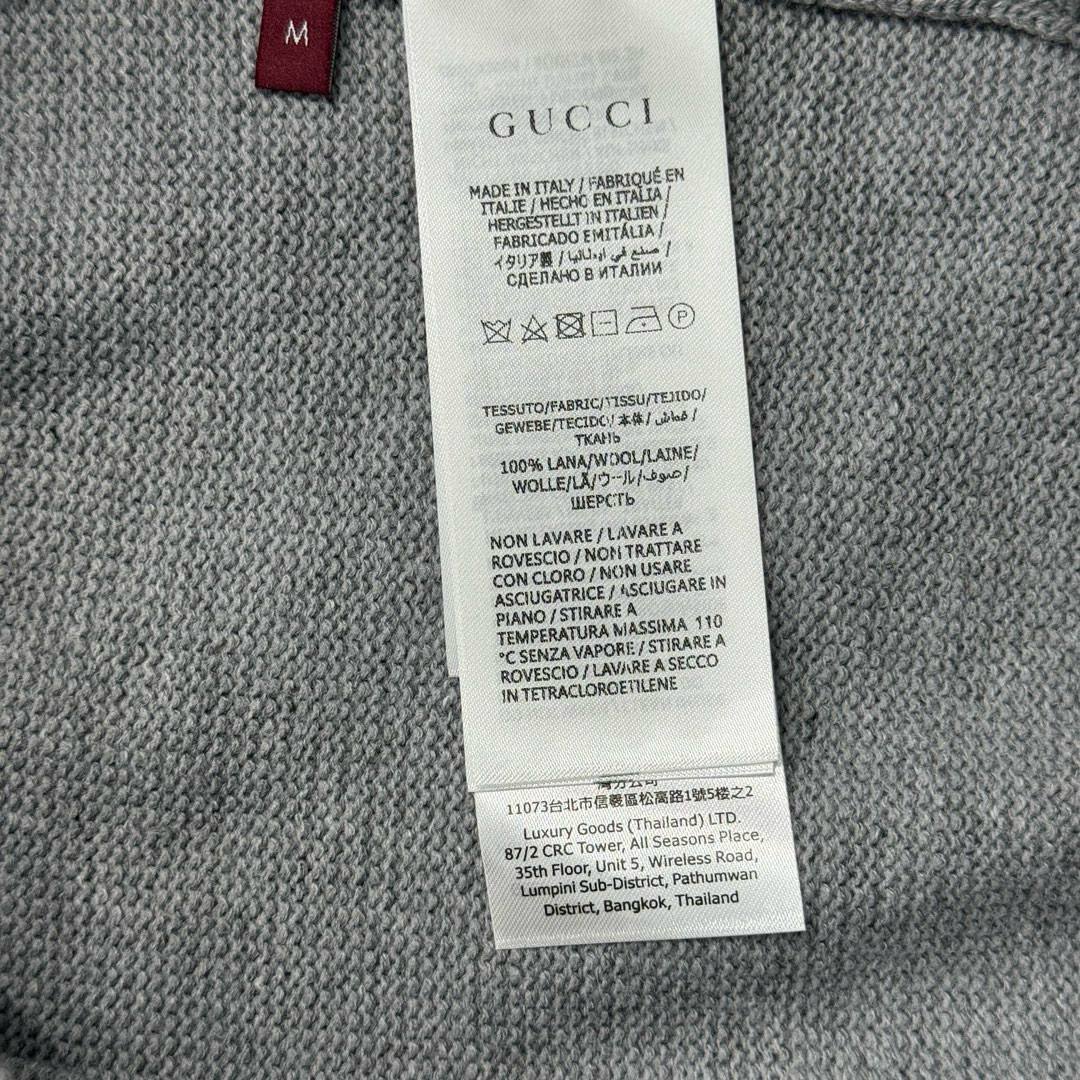 M
GUCCI
MADE IN ITALY / FABRIQUÉ EN
ITALIE / HECHO EN ITALIA /
HERGESTELLT IN ITALIEN /
FABRICADO EM ITÁLIA /
イタリア製 / صنع في إيطاليا /
СДЕЛАНО В ИТАЛИИ
P
TESSUTO/FABRIC/TISSU/TEJIDO/
GEWEBE/TECIDO/本体/قماش/
ТКАНЬ
100% LANA/WOOL/LAINE/
WOLLE/LÃ/ウール/صوف/
ШЕРСТЬ
NON LAVARE / LAVARE A
ROVESCIO / NON TRATTARE
CON CLORO / NON USARE
ASCIUGATRICE / ASCIUGARE IN
PIANO / STIRARE A
TEMPERATURA MASSIMA 110
°C SENZA VAPORE / STIRARE A
ROVESCIO / LAVARE A SECCO
IN TETRACLOROETILENE
灣分公司
11073台北市信義區松高路1號5楼之2
Luxury Goods (Thailand) LTD.
87/2 CRC Tower, All Seasons Place,
35th Floor, Unit 5, Wireless Road,
Lumpini Sub-District, Pathumwan
District, Bangkok, Thailand